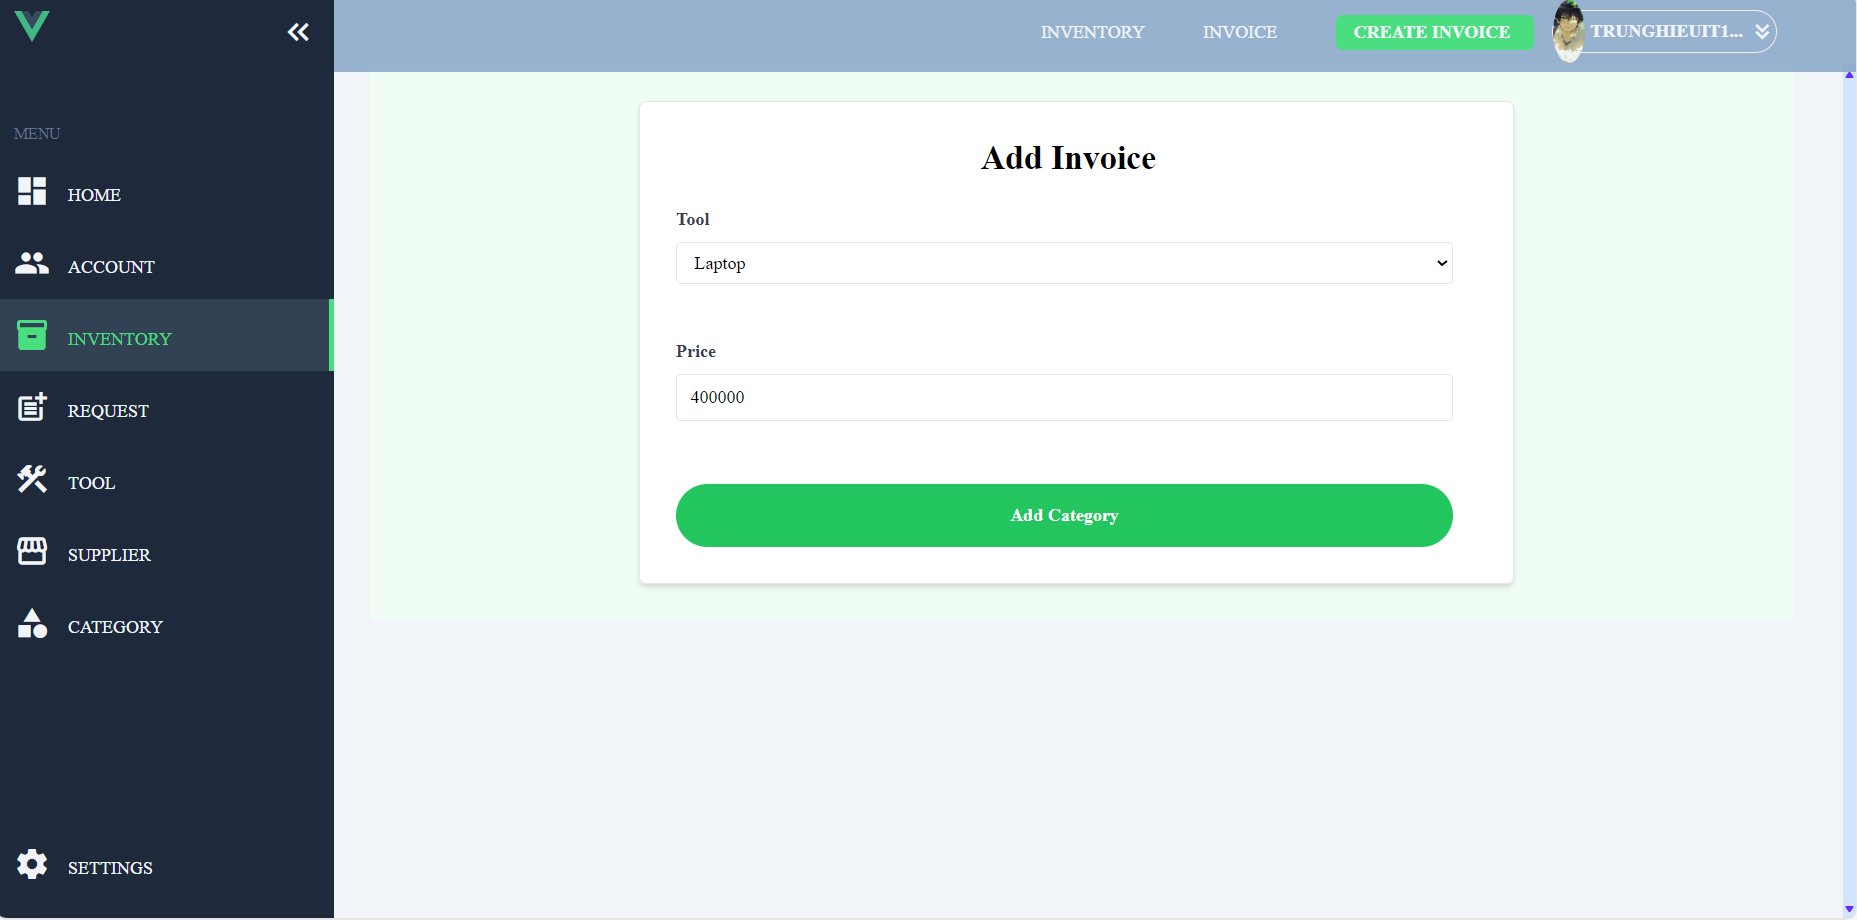 INVENTORY
INVOICE
CREATE INVOICE
TRUNGHIEUIT1...
MENU
HOME
ACCOUNT
INVENTORY
REQUEST
TOOL
SUPPLIER
CATEGORY
SETTINGS
Add Invoice
Tool
Laptop
Price
400000
Add Category